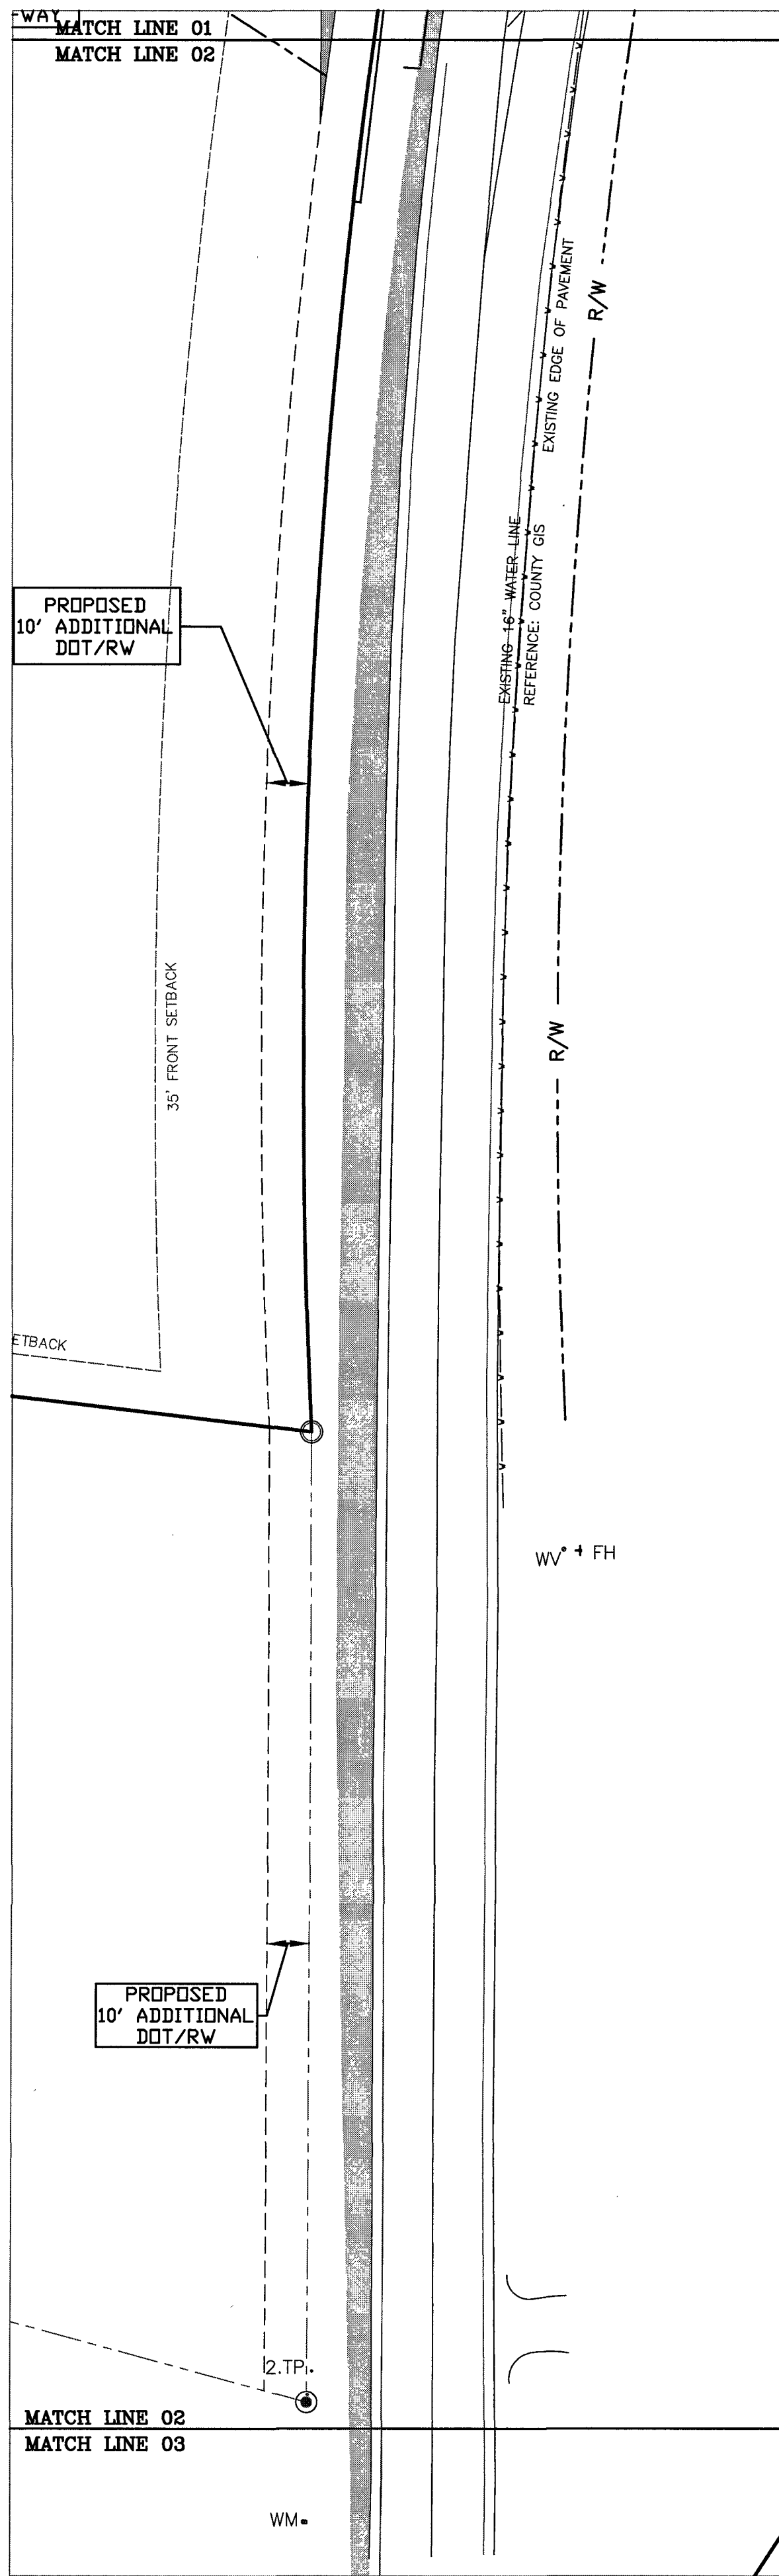 -WAY
MATCH LINE 01
MATCH LINE 02
R/W
EXISTING EDGE OF PAVEMENT
EXISTING 16" WATER LINE
REFERENCE: COUNTY GIS
PROPOSED
10' ADDITIONAL
DOT/RW
35' FRONT SETBACK
R/W
ETBACK
WV FH
PROPOSED
10' ADDITIONAL
DOT/RW
2.TP
MATCH LINE 02
MATCH LINE 03
WM